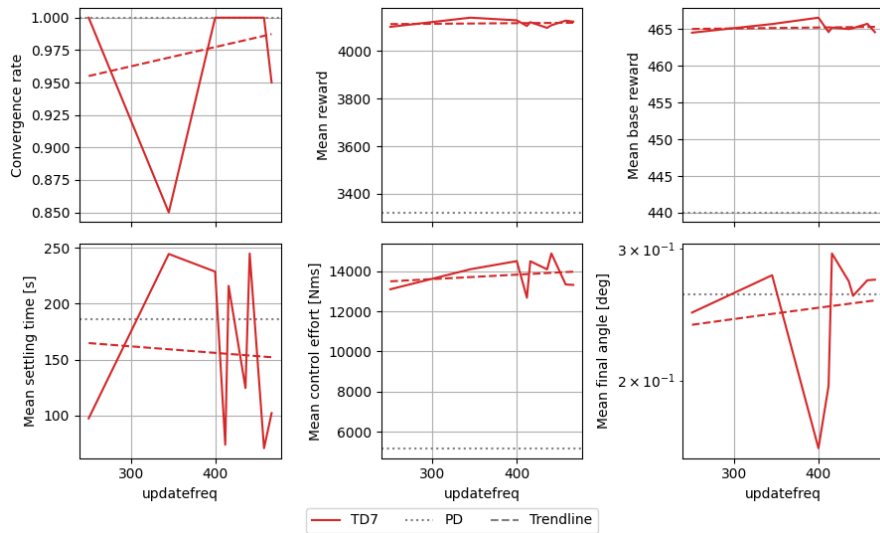 Convergence rate
1.000
0.975
0.950
0.925
0.900
0.875
0.850
Mean reward
4000
3800
3600
3400
Mean base reward
465
460
455
450
445
440
Mean settling time [s]
250
200
150
100
300 400
updatefreq
Mean control effort [Nms]
14000
12000
10000
8000
6000
300 400
updatefreq
Mean final angle [deg]
3 × 10⁻¹
2 × 10⁻¹
300 400
updatefreq
TD7 PD Trendline